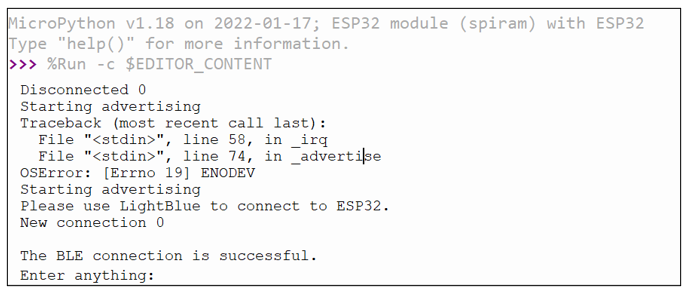 MicroPython v1.18 on 2022-01-17; ESP32 module (spiram) with ESP32
Type "help()" for more information.
>>> %Run -c $EDITOR_CONTENT
Disconnected 0
Starting advertising
Traceback (most recent call last):
  File "<stdin>", line 58, in _irq
  File "<stdin>", line 74, in _advertise
OSError: [Errno 19] ENODEV
Starting advertising
Please use LightBlue to connect to ESP32.
New connection 0
The BLE connection is successful.
Enter anything: